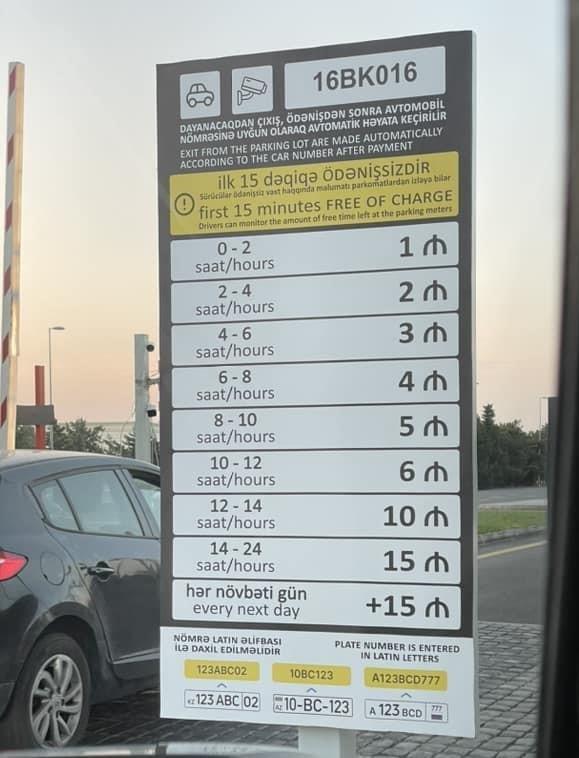 16BK016
DAYANACAQDAN ÇIXIŞ, ÖDƏNİŞDƏN SONRA AVTOMOBİL
NÖMRƏSİNƏ UYĞUN OLARAQ AVTOMATİK HƏYATA KEÇİRİLİR
EXIT FROM THE PARKING LOT ARE MADE AUTOMATICALLY
ACCORDING TO THE CAR NUMBER AFTER PAYMENT
ilk 15 dəqiqə ÖDƏNİŞSİZDİR
Sürücülər ödənişsiz vaxt haqqında məlumatı parkomatlardan izləyə bilər
first 15 minutes FREE OF CHARGE
Drivers can monitor the amount of free time left at the parking meters
0 - 2
saat/hours
1 ₼
2 - 4
saat/hours
2 ₼
4 - 6
saat/hours
3 ₼
6 - 8
saat/hours
4 ₼
8 - 10
saat/hours
5 ₼
10 - 12
saat/hours
6 ₼
12 - 14
saat/hours
10 ₼
14 - 24
saat/hours
15 ₼
hər növbəti gün
every next day
+15 ₼
NÖMRƏ LATIN ƏLİFBASI
İLƏ DAXİL EDİLMƏLİDİR
PLATE NUMBER IS ENTERED
IN LATIN LETTERS
123ABC02
10BC123
A123BCD777
KZ 123 ABC 02
AZ 10-BC-123
A 123 BCD 777